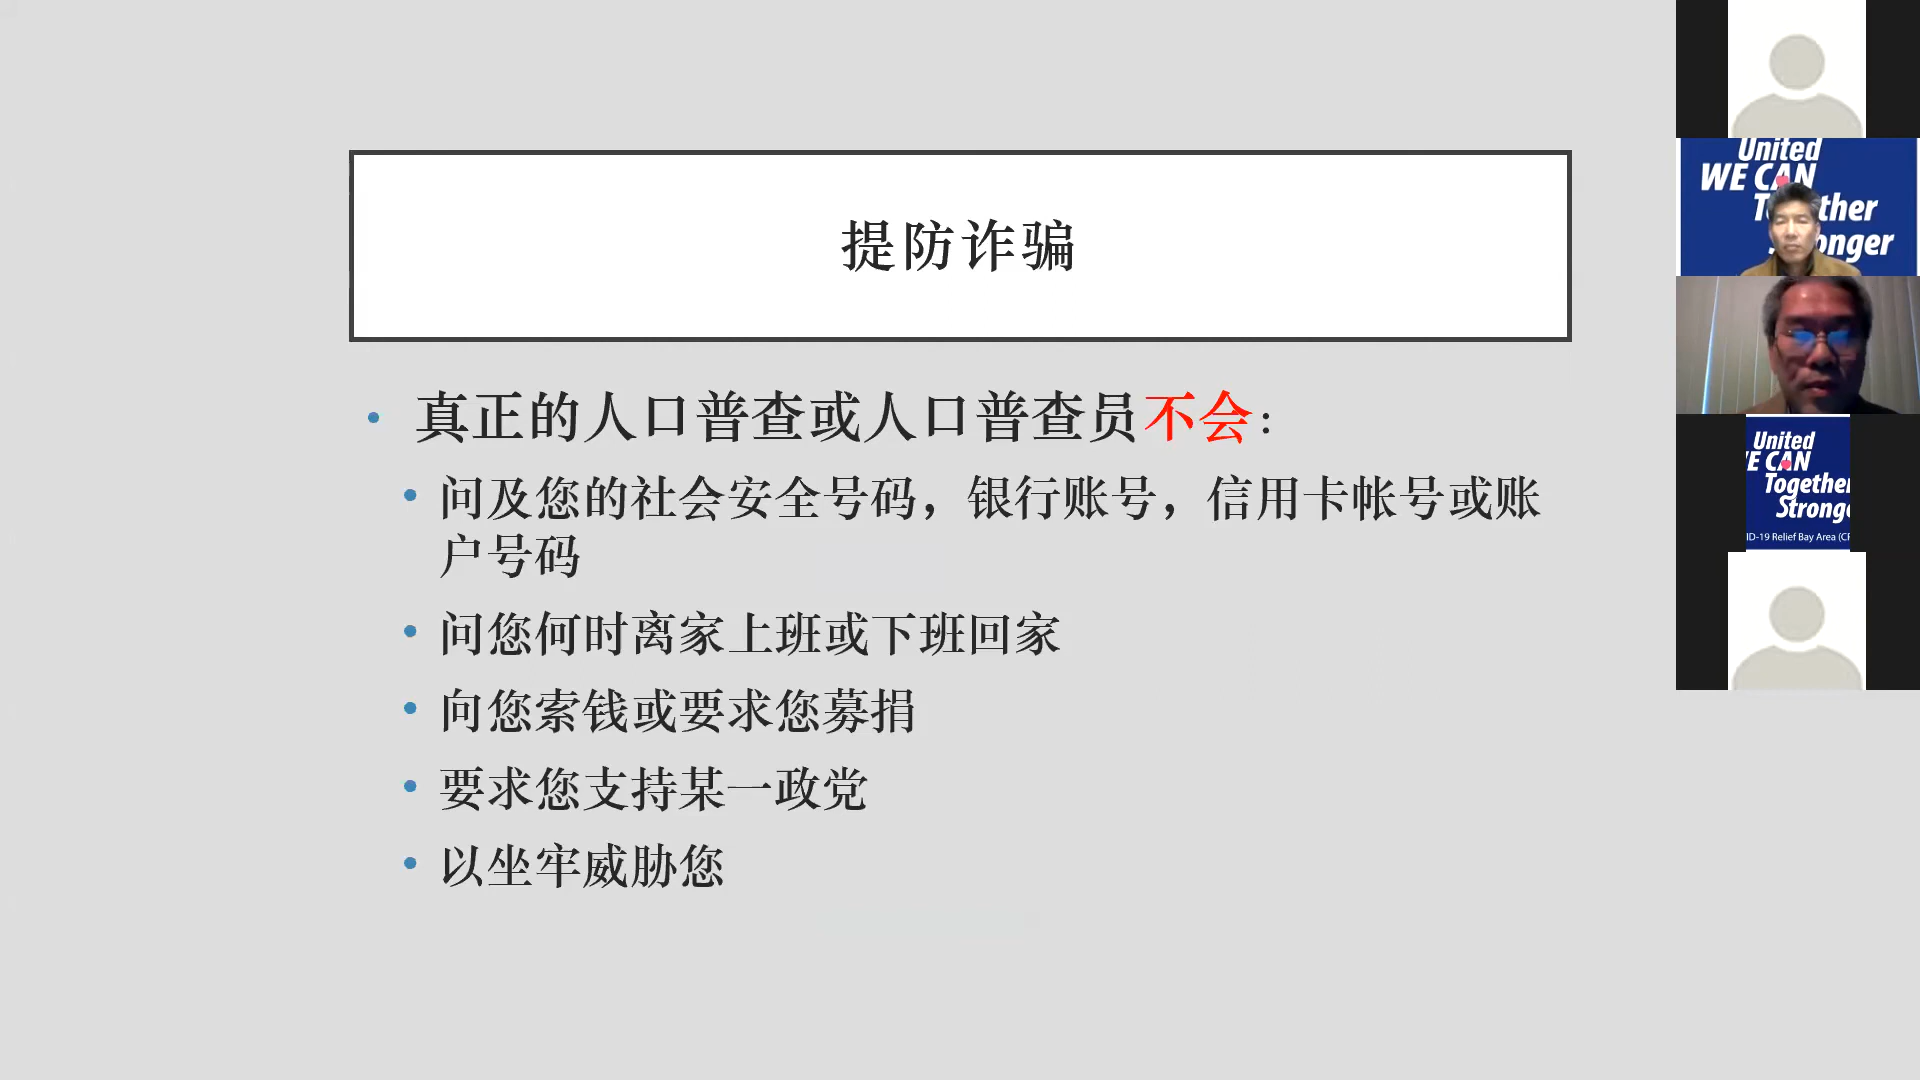 提防诈骗
真正的人口普查或人口普查员不会：
问及您的社会安全号码，银行账号，信用卡帐号或账
户号码
问您何时离家上班或下班回家
向您索钱或要求您募捐
要求您支持某一政党
以坐牢威胁您
United
WE CAN
Stronger
United
E CAN
Together
Strong
ID-19 Relief Bay Area (CR